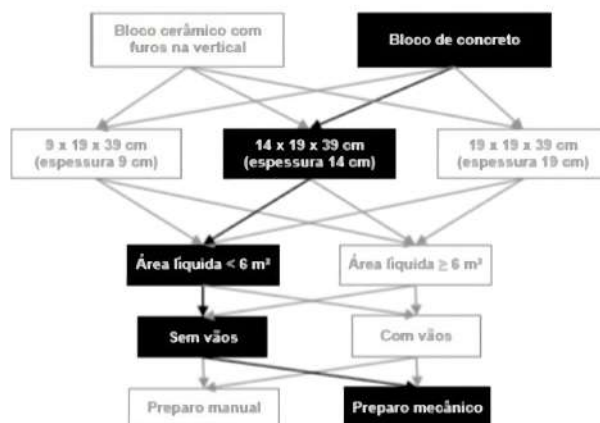 Bloco cerâmico com
furos na vertical
Bloco de concreto
9 x 19 x 39 cm
(espessura 9 cm)
14 x 19 x 39 cm
(espessura 14 cm)
19 x 19 x 39 cm
(espessura 19 cm)
Área líquida < 6 m²
Área líquida ≥ 6 m²
Sem vãos
Com vãos
Preparo manual
Preparo mecânico